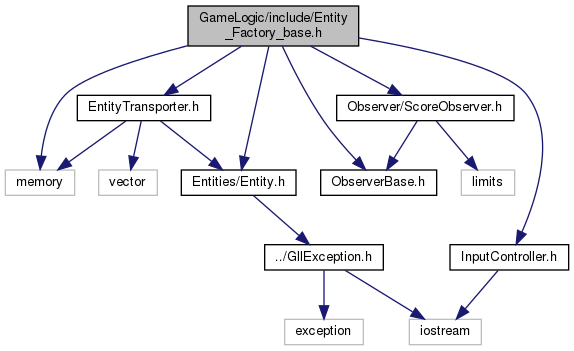 GameLogic/include/Entity
_Factory_base.h
EntityTransporter.h
Observer/ScoreObserver.h
memory
vector
Entities/Entity.h
ObserverBase.h
limits
../GllException.h
InputController.h
exception
iostream